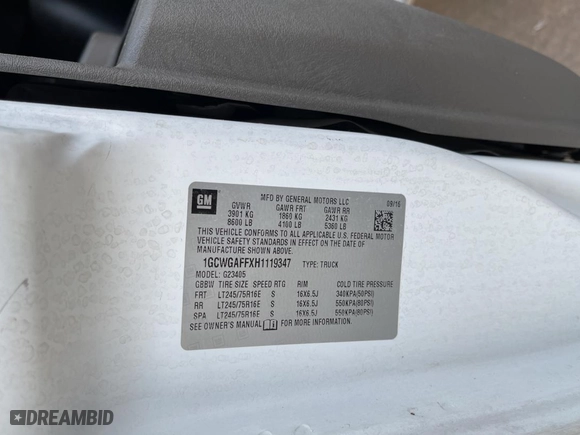 GM
MFD BY GENERAL MOTORS LLC
09/16
GVWR GAWR FRT GAWR RR
3901 KG 1860 KG 2431 KG
8600 LB 4100 LB 5360 LB
THIS VEHICLE CONFORMS TO ALL APPLICABLE U.S. FEDERAL MOTOR
VEHICLE SAFETY STANDARDS IN EFFECT ON THE DATE OF
MANUFACTURE SHOWN ABOVE.
1GCWGAFFXH1119347 TYPE: TRUCK
MODEL: G23405
GBBW TIRE SIZE SPEED RTG RIM COLD TIRE PRESSURE
FRT LT245/75R16E S 16X6.5J 340KPA(50PSI)
RR LT245/75R16E S 16X6.5J 550KPA(80PSI)
SPA LT245/75R16E S 16X6.5J 550KPA(80PSI)
SEE OWNER'S MANUAL FOR MORE INFORMATION.
DREAMBID